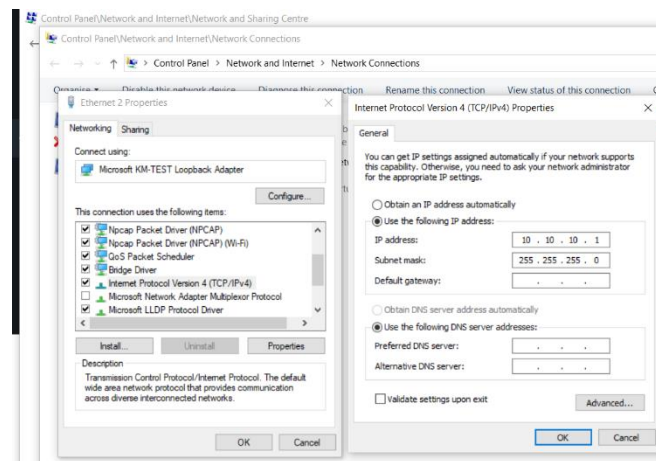 Control Panel\Network and Internet\Network and Sharing Centre
Control Panel\Network and Internet\Network Connections
Control Panel > Network and Internet > Network Connections
Organise Disable this network device Diagnose this connection Rename this connection View status of this connection
Ethernet 2 Properties
Networking Sharing
Connect using:
Microsoft KM-TEST Loopback Adapter
Configure...
This connection uses the following items:
Npcap Packet Driver (NPCAP)
Npcap Packet Driver (NPCAP) (Wi-Fi)
QoS Packet Scheduler
Bridge Driver
Internet Protocol Version 4 (TCP/IPv4)
Microsoft Network Adapter Multiplexor Protocol
Microsoft LLDP Protocol Driver
Install... Uninstall Properties
Description
Transmission Control Protocol/Internet Protocol. The default
wide area network protocol that provides communication
across diverse interconnected networks.
OK Cancel
Internet Protocol Version 4 (TCP/IPv4) Properties
General
You can get IP settings assigned automatically if your network supports
this capability. Otherwise, you need to ask your network administrator
for the appropriate IP settings.
Obtain an IP address automatically
Use the following IP address:
IP address: 10 . 10 . 10 . 1
Subnet mask: 255 . 255 . 255 . 0
Default gateway: . . .
Obtain DNS server address automatically
Use the following DNS server addresses:
Preferred DNS server: . . .
Alternative DNS server: . . .
Validate settings upon exit
Advanced...
OK Cancel